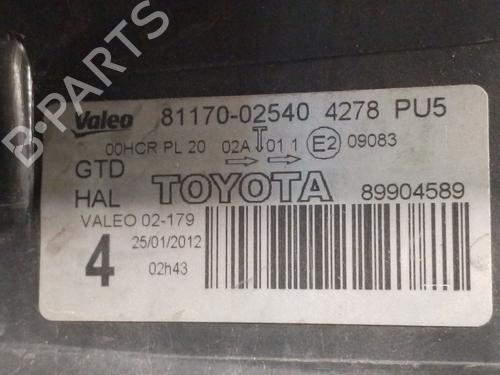 B-PARTS
Valeo 81170-02540 4278 PU5
00HCR PL 20 02A 01 1 E2 09083
GTD
HAL TOYOTA 89904589
VALEO 02-179
4 25/01/2012
02h43